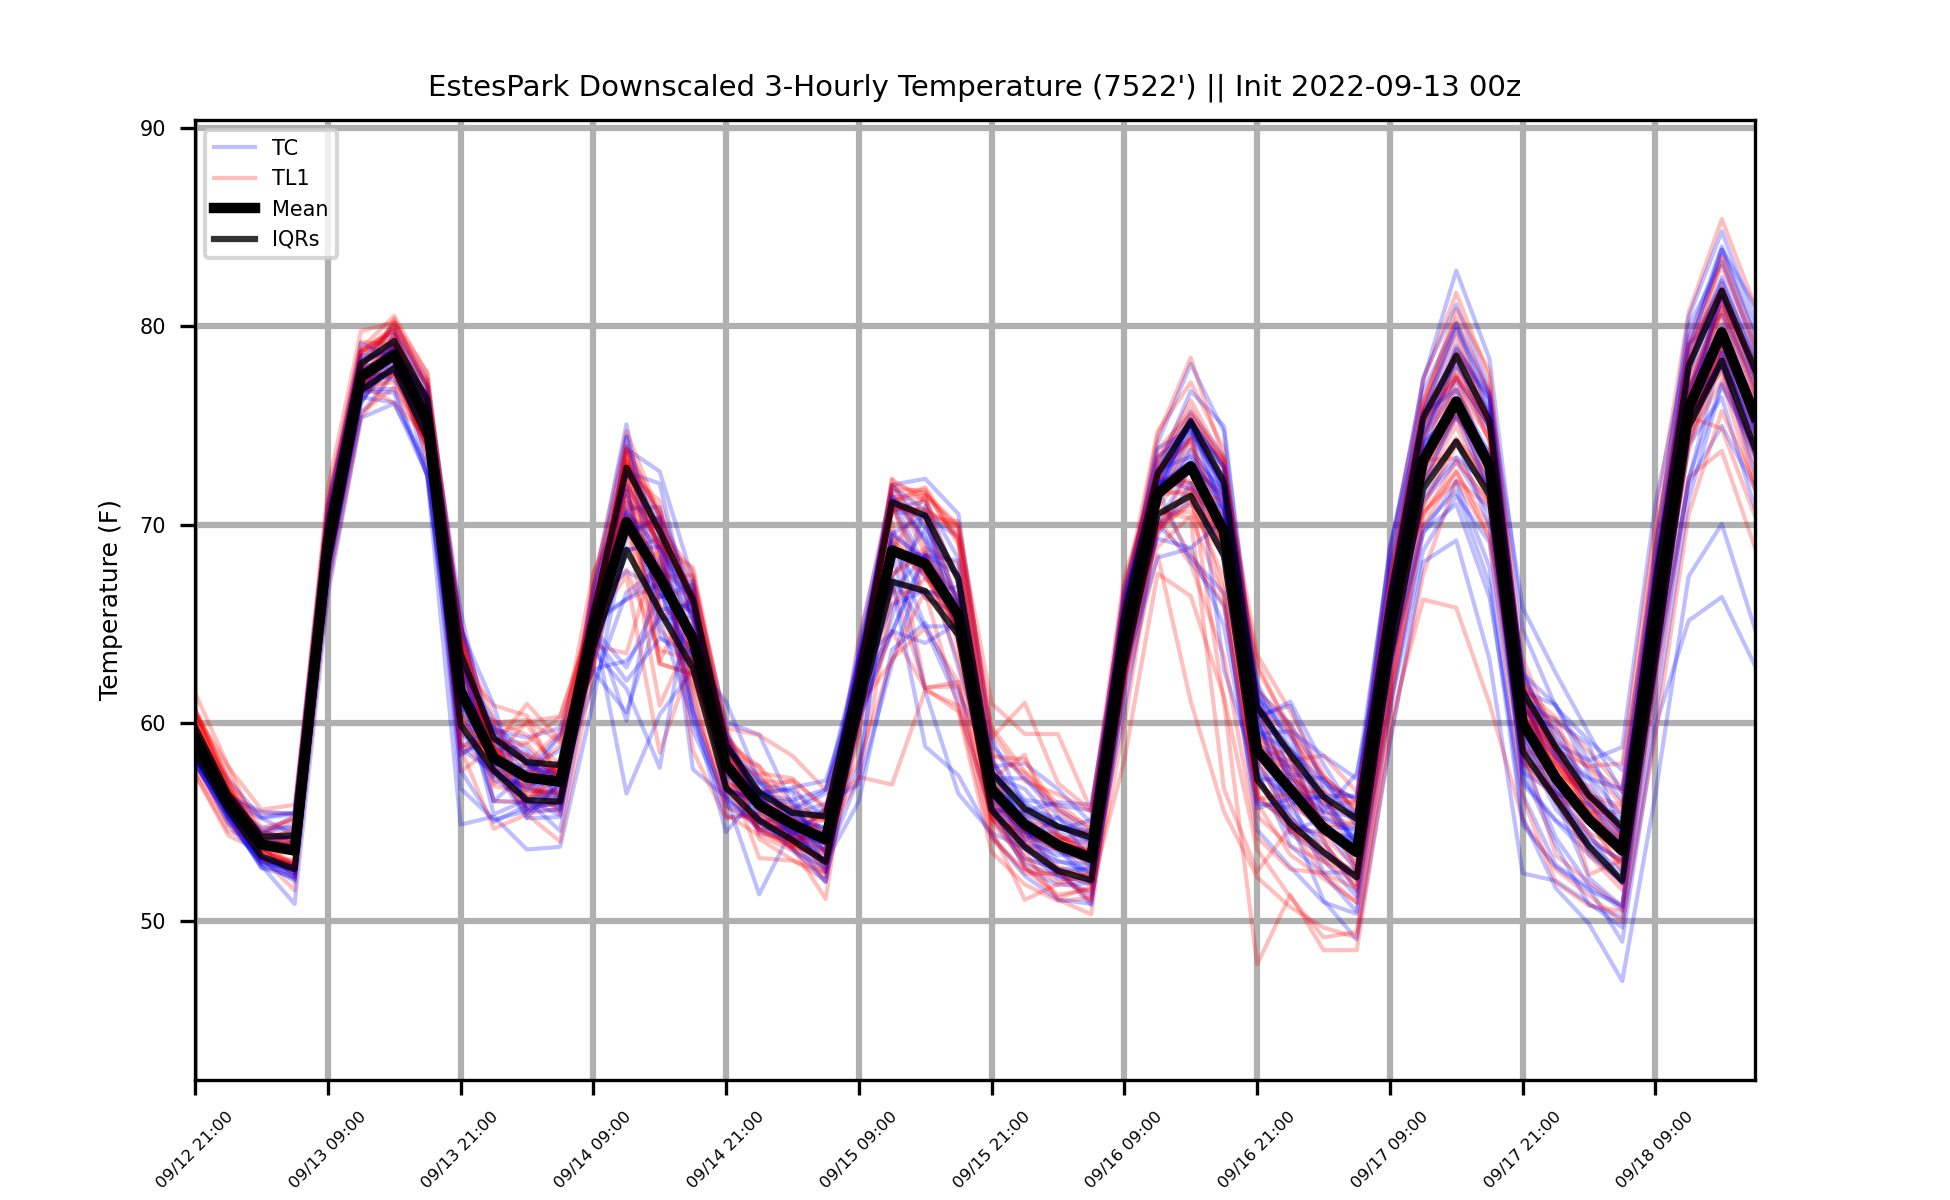 EstesPark Downscaled 3-Hourly Temperature (7522') || Init 2022-09-13 00z
TC
TL1
Mean
IQRs
Temperature (F)
90
80
70
60
50
09/12 21:00
09/13 09:00
09/13 21:00
09/14 09:00
09/14 21:00
09/15 09:00
09/15 21:00
09/16 09:00
09/16 21:00
09/17 09:00
09/17 21:00
09/18 09:00